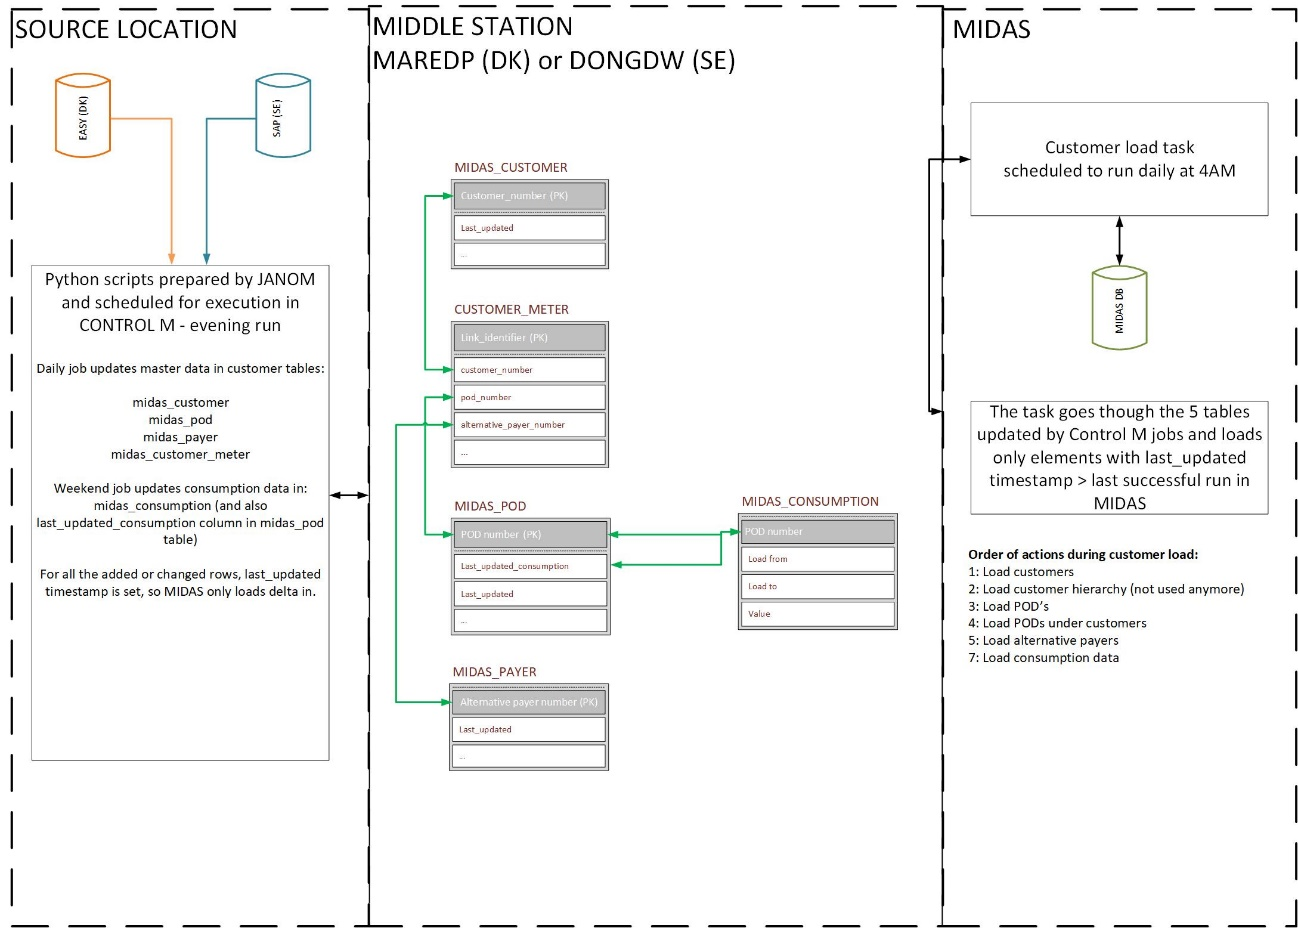 SOURCE LOCATION
EASY (DK)
SAP (SE)
Python scripts prepared by JANOM
and scheduled for execution in
CONTROL M - evening run
Daily job updates master data in customer tables:
midas_customer
midas_pod
midas_payer
midas_customer_meter
Weekend job updates consumption data in:
midas_consumption (and also
last_updated_consumption column in midas_pod
table)
For all the added or changed rows, last_updated
timestamp is set, so MIDAS only loads delta in.
MIDDLE STATION
MAREDP (DK) or DONGDW (SE)
MIDAS_CUSTOMER
Customer_number (PK)
Last_updated
...
CUSTOMER_METER
Link_identifier (PK)
customer_number
pod_number
alternative_payer_number
...
MIDAS_POD
POD number (PK)
Last_updated_consumption
Last_updated
...
MIDAS_CONSUMPTION
POD number
Load from
Load to
Value
MIDAS_PAYER
Alternative payer number (PK)
Last_updated
...
MIDAS
Customer load task
scheduled to run daily at 4AM
MIDAS DB
The task goes though the 5 tables
updated by Control M jobs and loads
only elements with last_updated
timestamp > last successful run in
MIDAS
Order of actions during customer load:
1: Load customers
2: Load customer hierarchy (not used anymore)
3: Load POD's
4: Load PODs under customers
5: Load alternative payers
7: Load consumption data